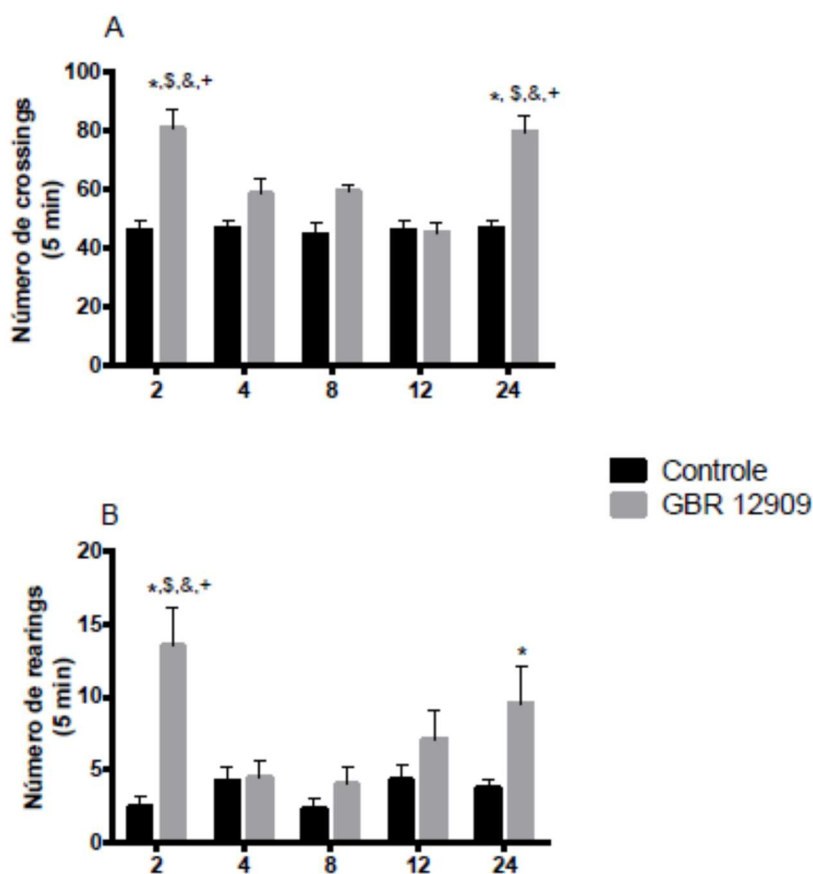 A
100
*,$,&,+
*, $,&,+
80
60
40
20
0
Número de crossings
(5 min)
2 4 8 12 24
Controle
GBR 12909
B
20
*,$,&,+
15
*
10
5
0
Número de rearings
(5 min)
2 4 8 12 24